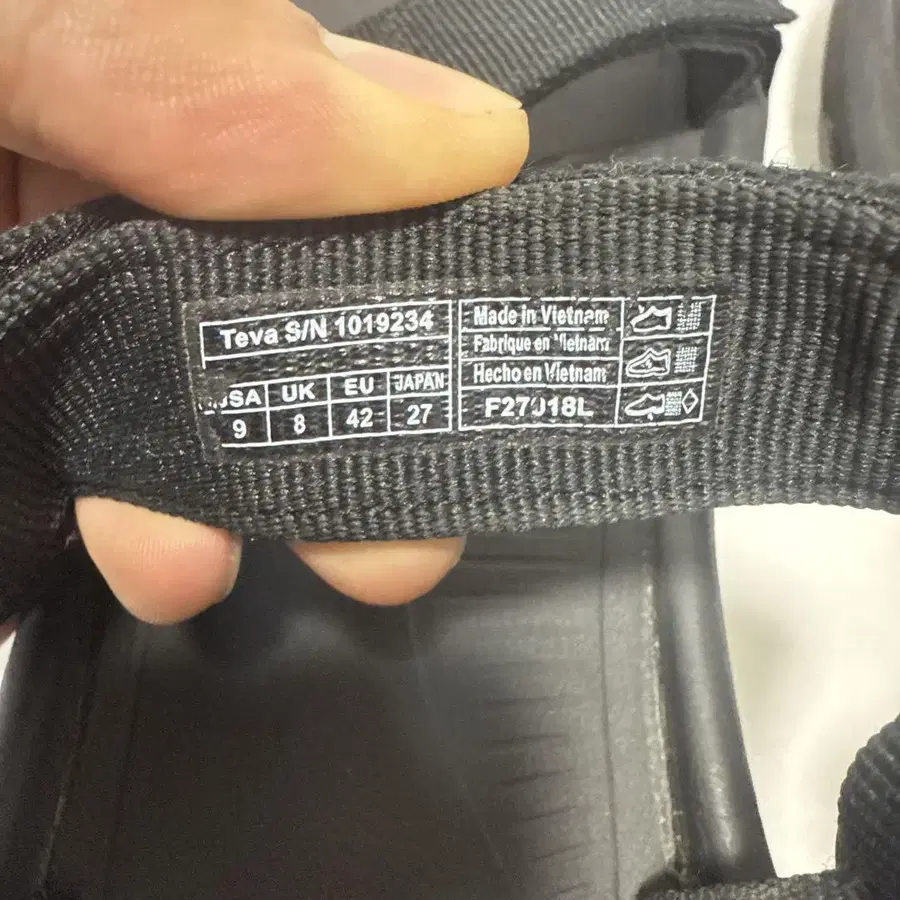 Teva S/N 1019234
USA UK EU JAPAN
9 8 42 27
Made in Vietnam
Fabrique en Vietnam
Hecho en Vietnam
F27018L